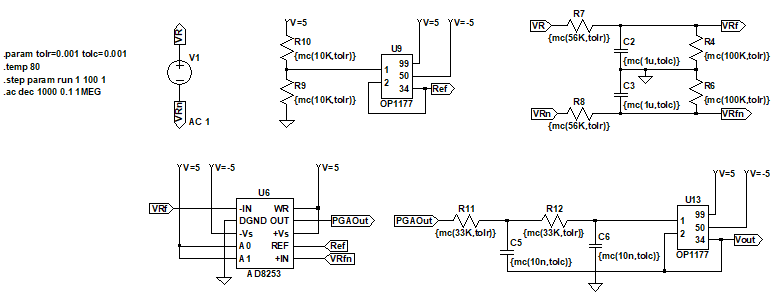 .param tolr=0.001 tolc=0.001
.temp 80
.step param run 1 100 1
.ac dec 1000 0.1 1MEG
VR
V1
VRn
AC 1
V=5
R10
{mc(10K,tolr)}
R9
{mc(10K,tolr)}
V=5
V=-5
U9
1
2
99
50
34
OP1177
Ref
VR
R7
{mc(56K,tolr)}
C2
{mc(1u,tolc)}
VRf
R4
{mc(100K,tolr)}
C3
{mc(1u,tolc)}
R6
{mc(100K,tolr)}
VRn
R8
{mc(56K,tolr)}
VRfn
V=5
V=-5
V=5
U6
VRf
-IN
DGND
-Vs
A0
A1
WR
OUT
+Vs
REF
+IN
AD8253
PGAOut
Ref
VRfn
PGAOut
R11
{mc(33K,tolr)}
R12
{mc(33K,tolr)}
C5
{mc(10n,tolc)}
C6
{mc(10n,tolc)}
V=5
V=-5
U13
1
2
99
50
34
OP1177
Vout